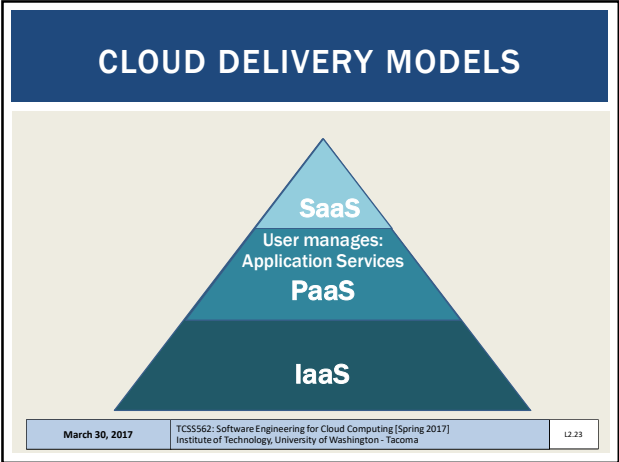 CLOUD DELIVERY MODELS
SaaS
User manages:
Application Services
PaaS
IaaS
March 30, 2017
TCSS562: Software Engineering for Cloud Computing [Spring 2017]
Institute of Technology, University of Washington - Tacoma
L2.23